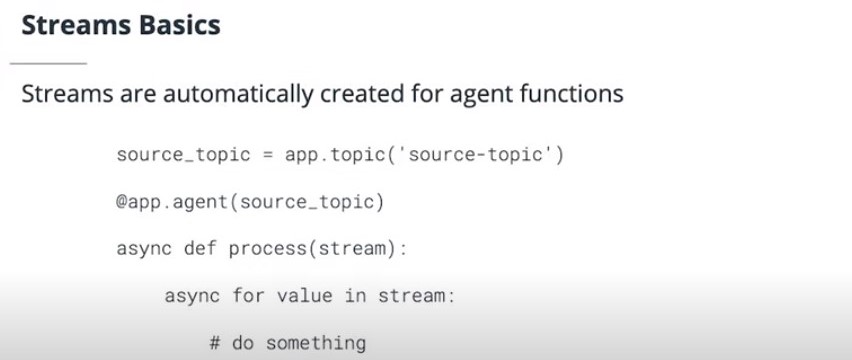 Streams Basics
Streams are automatically created for agent functions
source_topic = app.topic('source-topic')
@app.agent(source_topic)
async def process(stream):
async for value in stream:
# do something